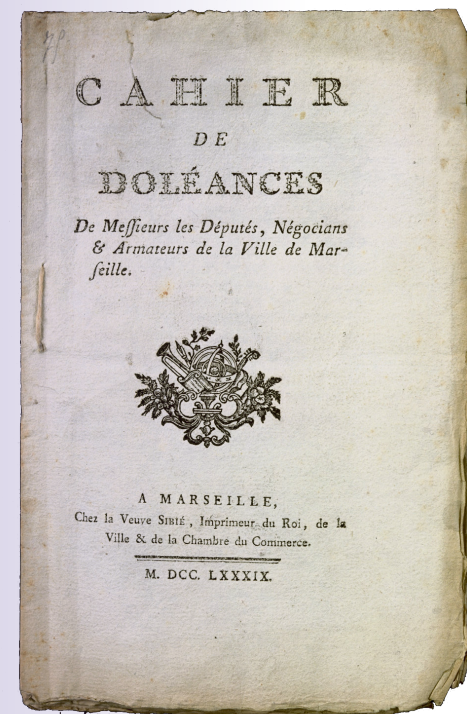 78
CAHIER
DE
DOLÉANCES
De Meſſieurs les Députés, Négocians
& Armateurs de la Ville de Mar-
ſeille.
A MARSEILLE,
Chez la Veuve SIBIÉ, Imprimeur du Roi, de la
Ville & de la Chambre du Commerce.
M. DCC. LXXXIX.